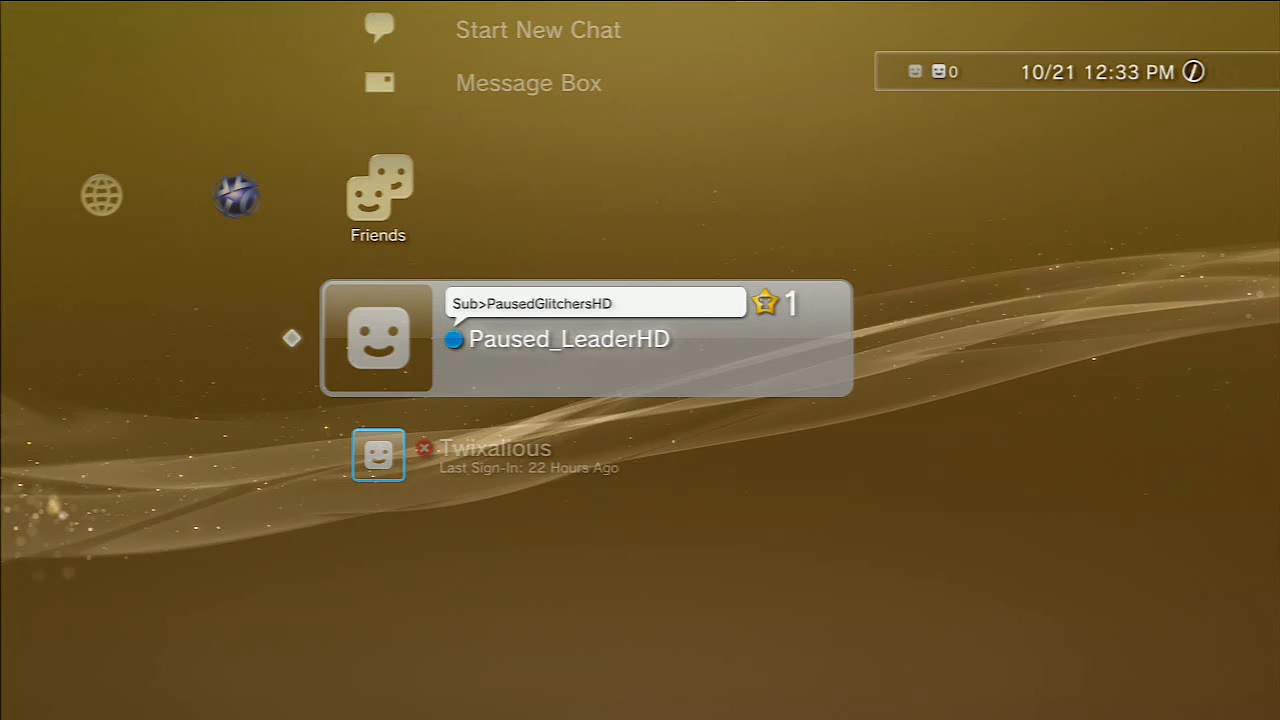 Start New Chat
Message Box
0
10/21 12:33 PM
Friends
Sub>PausedGlitchersHD
1
Paused_LeaderHD
Twixalious
Last Sign-In: 22 Hours Ago